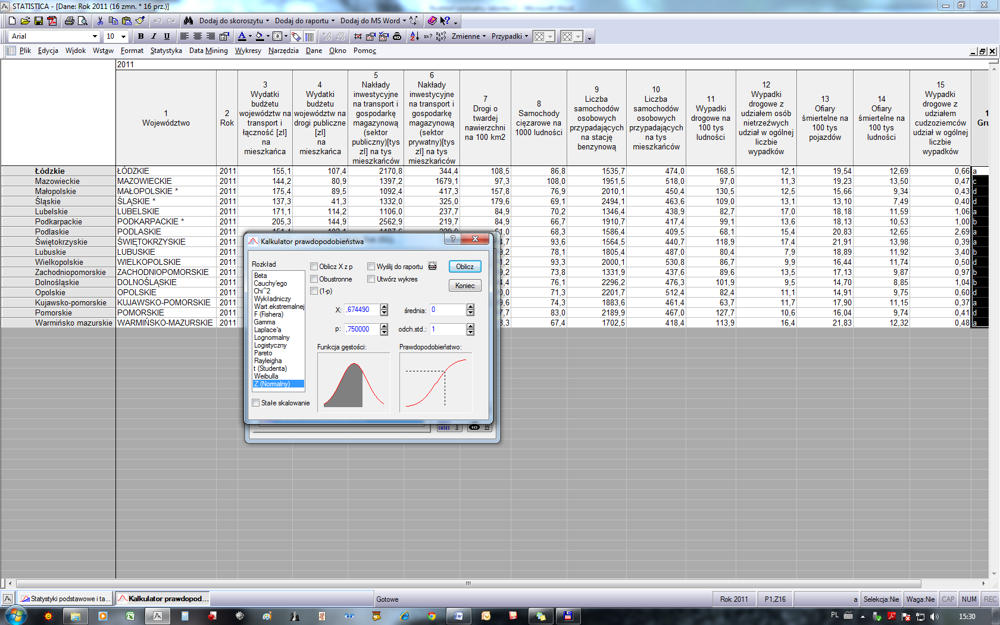 STATISTICA - [Dane: Rok 2011 (16 zmn. * 16 prz.)]
Dodaj do skoroszytu Dodaj do raportu Dodaj do MS Word
Arial 10 B I U Zmienne Przypadki
Plik Edycja Widok Wstaw Format Statystyka Data Mining Wykresy Narzędzia Dane Okno Pomoc
2011
1 Województwo
2 Rok
3 Wydatki budżetu województw na transport i łączność [zl] na mieszkańca
4 Wydatki budżetu województw na drogi publiczne [zl] na mieszkańca
5 Nakłady inwestycyjne na transport i gospodarkę magazynową (sektor publiczny)[tys zl] na tys mieszkańców
6 Nakłady inwestycyjne na transport i gospodarkę magazynową (sektor prywatny)[tys zl] na tys mieszkańców
7 Drogi o twardej nawierzchni na 100 km2
8 Samochody ciężarowe na 1000 ludności
9 Liczba samochodów osobowych przypadających na stację benzynową
10 Liczba samochodów osobowych przypadających na tys mieszkańców
11 Wypadki drogowe na 100 tys ludności
12 Wypadki drogowe z udziałem osób nietrzeźwych udział w ogólnej liczbie wypadków
13 Ofiary śmiertelne na 100 tys pojazdów
14 Ofiary śmiertelne na 100 tys ludności
15 Wypadki drogowe z udziałem cudzoziemców udział w ogólnej liczbie wypadków
1 Gru
Łódzkie ŁÓDZKIE 2011 155,1 107,4 2170,8 344,4 108,5 86,8 1535,7 474,0 168,5 12,1 19,54 12,69 0,66 a
Mazowieckie MAZOWIECKIE 2011 144,2 80,9 1397,2 1679,1 97,3 108,0 1951,5 518,0 97,0 11,3 19,23 13,50 0,47 c
Małopolskie MAŁOPOLSKIE * 2011 175,4 89,5 1092,4 417,3 157,8 76,9 2010,1 450,4 130,5 12,5 15,66 9,34 0,43 d
Śląskie ŚLĄSKIE * 2011 137,3 41,3 1332,0 325,0 179,6 69,1 2494,1 463,6 109,0 13,1 13,10 7,49 0,40 d
Lubelskie LUBELSKIE 2011 171,1 114,2 1106,0 237,7 84,9 70,2 1346,4 438,9 82,7 17,0 18,18 11,59 1,06 a
Podkarpackie PODKARPACKIE * 2011 205,3 144,9 2562,9 219,7 84,9 66,7 1910,7 417,4 99,1 13,6 18,13 10,53 1,00 b
Podlaskie PODLASKIE 2011 1,0 68,3 1586,4 409,5 68,1 15,4 20,83 12,65 2,69 a
Świętokrzyskie ŚWIĘTOKRZYSKIE 2011 4,7 93,6 1564,5 440,7 118,9 17,4 21,91 13,98 0,39 a
Lubuskie LUBUSKIE 2011 9,2 78,1 1805,4 487,0 80,4 7,9 18,89 11,92 3,40 b
Wielkopolskie WIELKOPOLSKIE 2011 1,2 93,3 2000,1 530,8 86,7 9,9 16,44 11,74 0,50 d
Zachodniopomorskie ZACHODNIOPOMORSKIE 2011 9,2 73,8 1331,9 437,6 89,6 13,5 17,13 9,87 0,97 b
Dolnośląskie DOLNOŚLĄSKIE 2011 4,4 76,1 2296,2 476,3 101,9 9,5 14,70 8,85 1,04 b
Opolskie OPOLSKIE 2011 0,0 71,3 2201,7 512,4 82,4 11,1 14,91 9,75 0,60 d
Kujawsko-pomorskie KUJAWSKO-POMORSKIE 2011 9,6 74,3 1883,6 461,4 63,7 11,7 17,90 11,15 0,37 a
Pomorskie POMORSKIE 2011 7,7 83,0 2189,9 467,0 127,7 10,6 16,04 9,74 0,41 d
Warmińsko mazurskie WARMIŃSKO-MAZURSKIE 2011 3,3 67,4 1702,5 418,4 113,9 16,4 21,83 12,32 0,48 a
Kalkulator prawdopodobieństwa
Rozkład
Beta
Cauchy'ego
Chi^2
Wykładniczy
Wart.ekstremalnej
F (Fishera)
Gamma
Laplace'a
Lognormalny
Logistyczny
Pareto
Rayleigha
t (Studenta)
Weibulla
Z (Normalny)
Stałe skalowanie
Oblicz X z p Wyślij do raportu Oblicz
Obustronne Utwórz wykres
(1-p) Koniec
X: ,674490 średnia: 0
p: ,750000 odch.std.: 1
Funkcja gęstości: Prawdopodobieństwo:
CASES S W
Statystyki podstawowe i ta... Kalkulator prawdopod... Gotowe Rok 2011 P1,Z16 a Selekcja:Nie Waga:Nie CAP NUM REC
PL 15:30